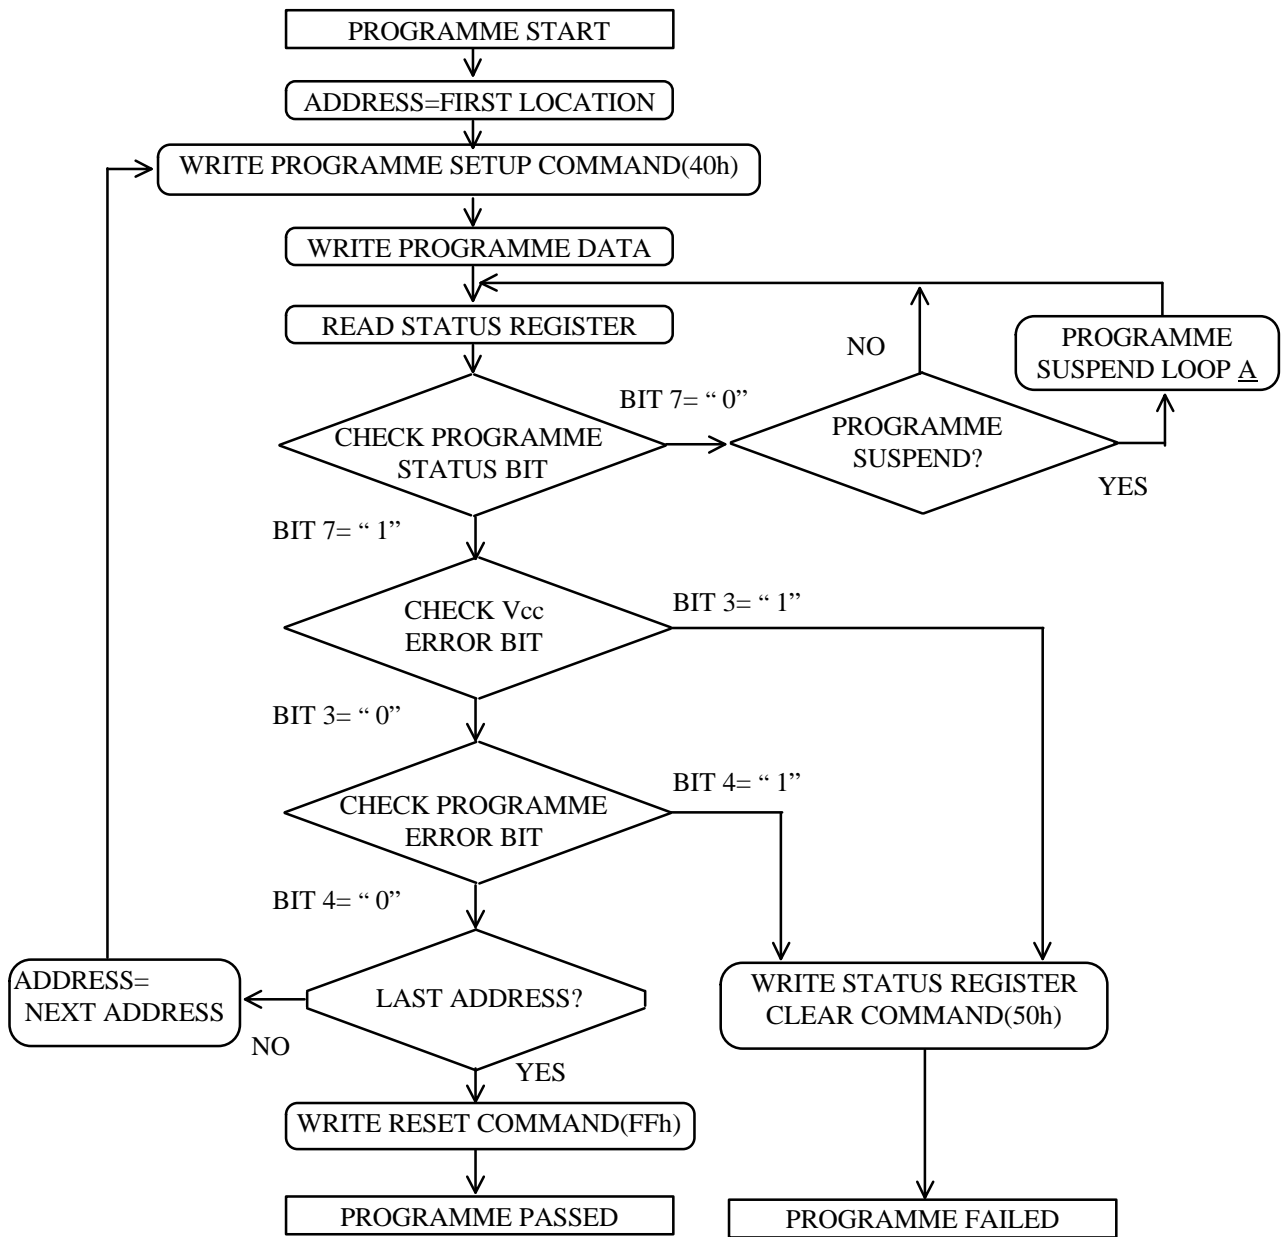 PROGRAMME START
ADDRESS=FIRST LOCATION
WRITE PROGRAMME SETUP COMMAND(40h)
WRITE PROGRAMME DATA
READ STATUS REGISTER
NO
PROGRAMME
SUSPEND LOOP A
BIT 7= “ 0”
CHECK PROGRAMME
STATUS BIT
PROGRAMME
SUSPEND?
YES
BIT 7= “ 1”
CHECK Vcc
ERROR BIT
BIT 3= “ 1”
BIT 3= “ 0”
CHECK PROGRAMME
ERROR BIT
BIT 4= “ 1”
BIT 4= “ 0”
ADDRESS=
NEXT ADDRESS
LAST ADDRESS?
WRITE STATUS REGISTER
CLEAR COMMAND(50h)
NO
YES
WRITE RESET COMMAND(FFh)
PROGRAMME PASSED
PROGRAMME FAILED